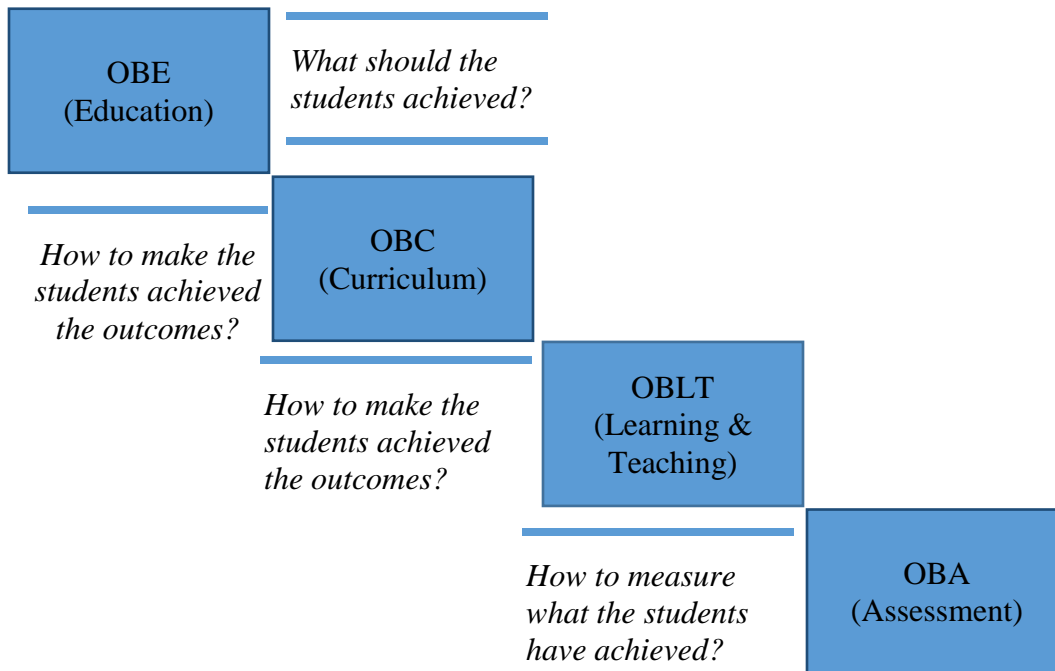 OBE
(Education)
What should the
students achieved?
OBC
(Curriculum)
How to make the
students achieved
the outcomes?
OBLT
(Learning &
Teaching)
How to make the
students achieved
the outcomes?
OBA
(Assessment)
How to measure
what the students
have achieved?